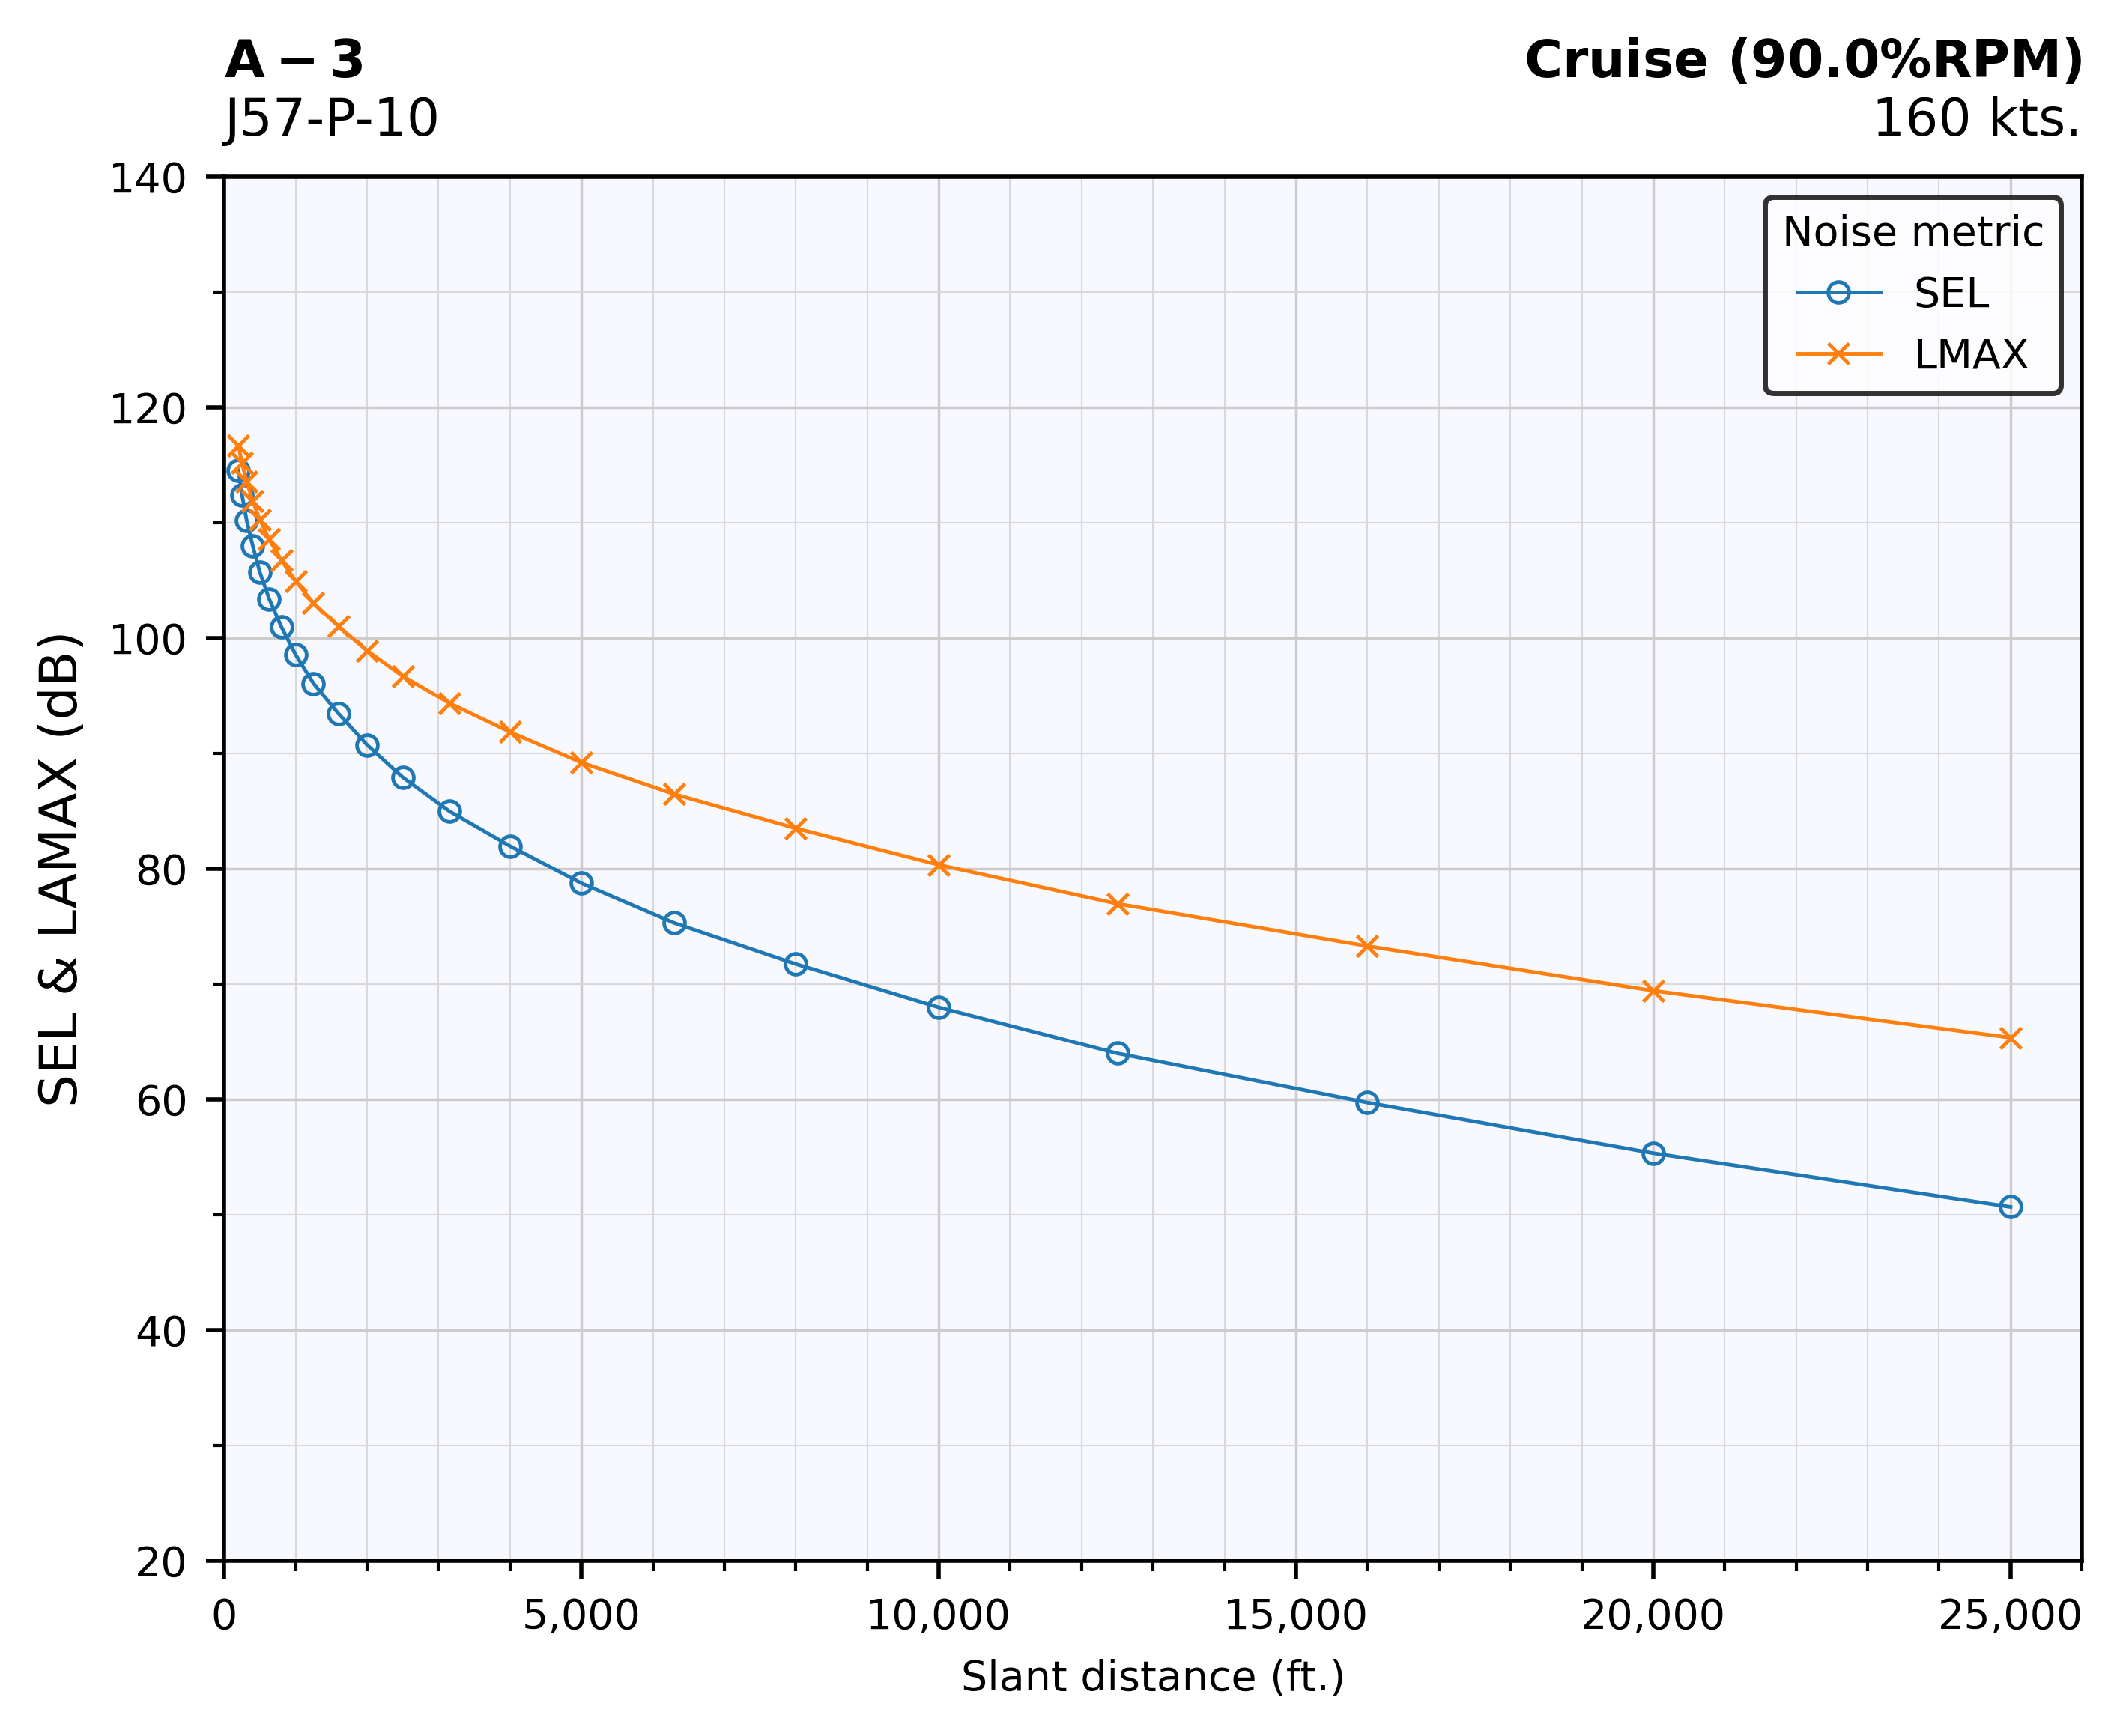 A − 3
Cruise (90.0%RPM)
J57-P-10
160 kts.
Noise metric
SEL
LMAX
SEL & LAMAX (dB)
140
120
100
80
60
40
20
0
5,000
10,000
15,000
20,000
25,000
Slant distance (ft.)